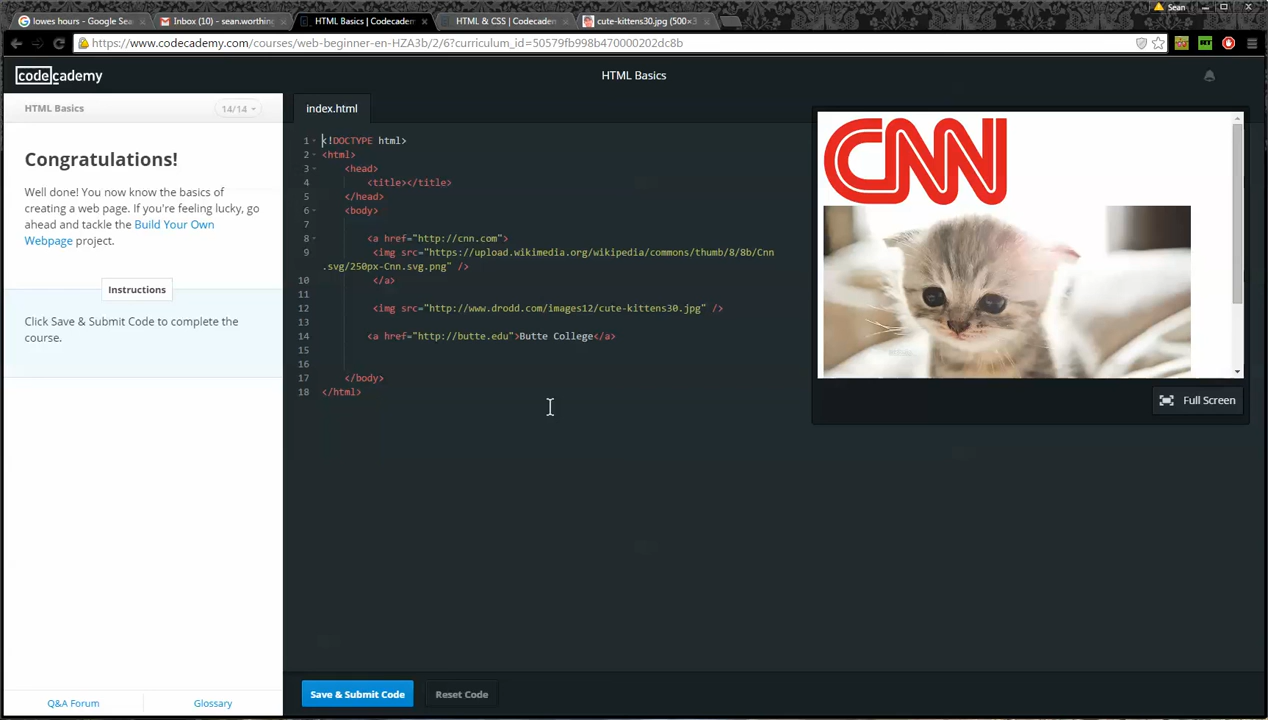 Sean
lowes hours - Google Sea
Inbox (10) - sean.worthing
HTML Basics | Codecadem
HTML & CSS | Codecadem
cute-kittens30.jpg (500×3
https://www.codecademy.com/courses/web-beginner-en-HZA3b/2/6?curriculum_id=50579fb998b470000202dc8b
codecademy
HTML Basics
HTML Basics
14/14
index.html
Congratulations!
Well done! You now know the basics of
creating a web page. If you're feeling lucky, go
ahead and tackle the Build Your Own
Webpage project.
Instructions
Click Save & Submit Code to complete the
course.
1 <!DOCTYPE html>
2 <html>
3 <head>
4 <title></title>
5 </head>
6 <body>
7
8 <a href="http://cnn.com">
9 <img src="https://upload.wikimedia.org/wikipedia/commons/thumb/8/8b/Cnn
.svg/250px-Cnn.svg.png" />
10 </a>
11
12 <img src="http://www.drodd.com/images12/cute-kittens30.jpg" />
13
14 <a href="http://butte.edu">Butte College</a>
15
16
17 </body>
18 </html>
CNN
Full Screen
Q&A Forum
Glossary
Save & Submit Code
Reset Code